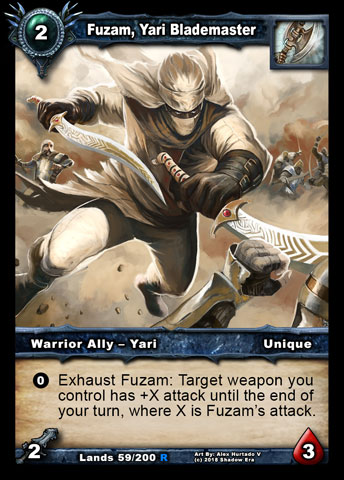 2
Fuzam, Yari Blademaster
Warrior Ally – Yari Unique
0 Exhaust Fuzam: Target weapon you
control has +X attack until the end of
your turn, where X is Fuzam's attack.
2
Lands 59/200 R
Art By: Alex Hurtado V
(c) 2018 Shadow Era
3